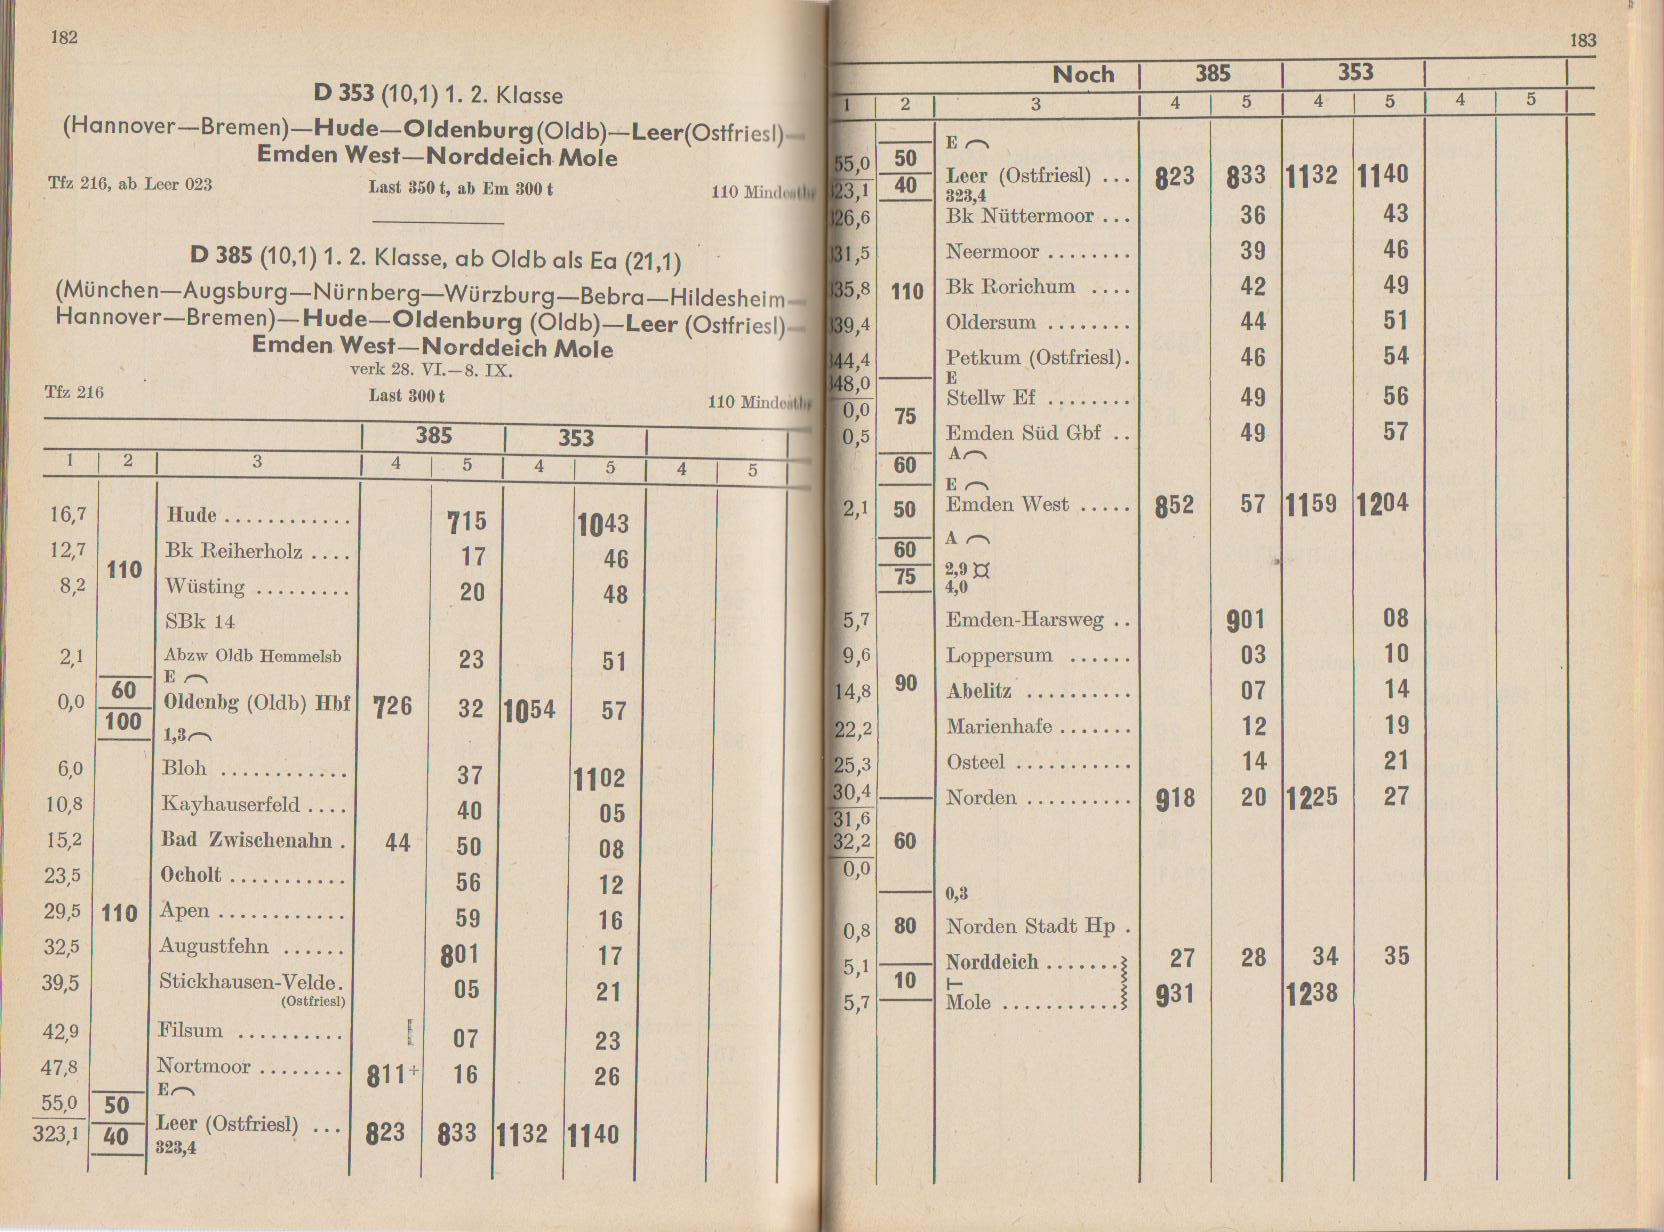 182
D 353 (10,1) 1. 2. Klasse
(Hannover—Bremen)—Hude—Oldenburg (Oldb)—Leer(Ostfriesl)—
Emden West—Norddeich Mole
Tfz 216, ab Leer 023 Last 350 t, ab Em 300 t 110 Mindestbr
D 385 (10,1) 1. 2. Klasse, ab Oldb als Ea (21,1)
(München—Augsburg—Nürnberg—Würzburg—Bebra—Hildesheim—
Hannover—Bremen)—Hude—Oldenburg (Oldb)—Leer (Ostfriesl)—
Emden West—Norddeich Mole
verk 28. VI.—8. IX.
Tfz 216 Last 300 t 110 Mindestbr
385 353
1 2 3 4 5 4 5 4 5
16,7 Hude ............ 715 1043
12,7 Bk Reiherholz .... 17 46
110
8,2 Wüsting ......... 20 48
SBk 14
2,1 Abzw Oldb Hemmelsb 23 51
E
60
0,0 Oldenbg (Oldb) Hbf 726 32 1054 57
100
1,3
6,0 Bloh ............ 37 1102
10,8 Kayhauserfeld .... 40 05
15,2 Bad Zwischenahn . 44 50 08
23,5 Ocholt ........... 56 12
29,5 110 Apen ............ 59 16
32,5 Augustfehn ...... 801 17
39,5 Stickhausen-Velde. 05 21
(Ostfriesl)
42,9 Filsum .......... 07 23
47,8 Nortmoor ........ 811+ 16 26
E
55,0 50
Leer (Ostfriesl) ... 823 833 1132 1140
323,1 40
323,4
183
Noch 385 353
1 2 3 4 5 4 5 4 5
E
55,0 50
Leer (Ostfriesl) ... 823 833 1132 1140
323,1 40
323,4
326,6 Bk Nüttermoor ... 36 43
331,5 Neermoor ........ 39 46
335,8 110 Bk Rorichum .... 42 49
339,4 Oldersum ........ 44 51
344,4 Petkum (Ostfriesl). 46 54
E
348,0
Stellw Ef ........ 49 56
0,0 75
0,5 Emden Süd Gbf .. 49 57
A
60
E
2,1 50 Emden West ..... 852 57 1159 1204
A
60
2,9 ¤
75
4,0
5,7 Emden-Harsweg .. 901 08
9,6 Loppersum ...... 03 10
90
14,8 Abelitz .......... 07 14
22,2 Marienhafe ....... 12 19
25,3 Osteel ........... 14 21
30,4 Norden .......... 918 20 1225 27
31,6
32,2 60
0,0
0,3
0,8 80 Norden Stadt Hp .
5,1 Norddeich ....... 27 28 34 35
10
5,7 Mole ........... 931 1238